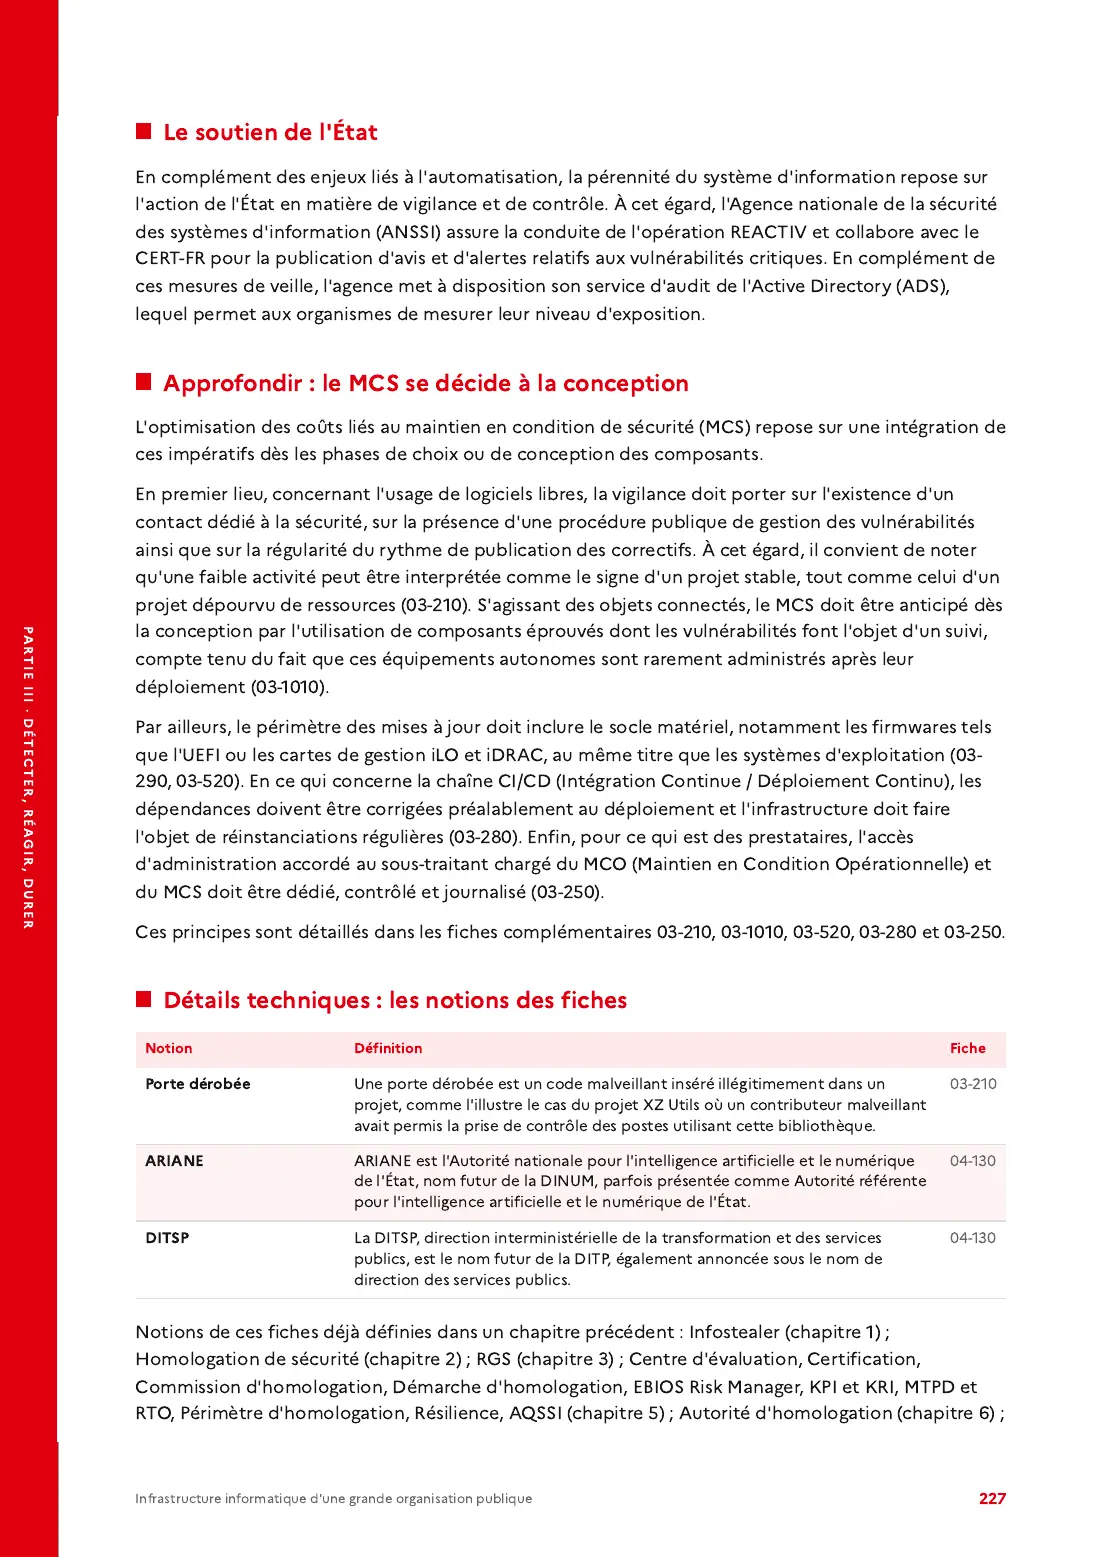 Le soutien de l'État
En complément des enjeux liés à l'automatisation, la pérennité du système d'information repose sur
l'action de l'État en matière de vigilance et de contrôle. À cet égard, l'Agence nationale de la sécurité
des systèmes d'information (ANSSI) assure la conduite de l'opération REACTIV et collabore avec le
CERT-FR pour la publication d'avis et d'alertes relatifs aux vulnérabilités critiques. En complément de
ces mesures de veille, l'agence met à disposition son service d'audit de l'Active Directory (ADS),
lequel permet aux organismes de mesurer leur niveau d'exposition.
Approfondir : le MCS se décide à la conception
L'optimisation des coûts liés au maintien en condition de sécurité (MCS) repose sur une intégration de
ces impératifs dès les phases de choix ou de conception des composants.
En premier lieu, concernant l'usage de logiciels libres, la vigilance doit porter sur l'existence d'un
contact dédié à la sécurité, sur la présence d'une procédure publique de gestion des vulnérabilités
ainsi que sur la régularité du rythme de publication des correctifs. À cet égard, il convient de noter
qu'une faible activité peut être interprétée comme le signe d'un projet stable, tout comme celui d'un
projet dépourvu de ressources (03-210). S'agissant des objets connectés, le MCS doit être anticipé dès
la conception par l'utilisation de composants éprouvés dont les vulnérabilités font l'objet d'un suivi,
compte tenu du fait que ces équipements autonomes sont rarement administrés après leur
déploiement (03-1010).
Par ailleurs, le périmètre des mises à jour doit inclure le socle matériel, notamment les firmwares tels
que l'UEFI ou les cartes de gestion iLO et iDRAC, au même titre que les systèmes d'exploitation (03-
290, 03-520). En ce qui concerne la chaîne CI/CD (Intégration Continue / Déploiement Continu), les
dépendances doivent être corrigées préalablement au déploiement et l'infrastructure doit faire
l'objet de réinstanciations régulières (03-280). Enfin, pour ce qui est des prestataires, l'accès
d'administration accordé au sous-traitant chargé du MCO (Maintien en Condition Opérationnelle) et
du MCS doit être dédié, contrôlé et journalisé (03-250).
Ces principes sont détaillés dans les fiches complémentaires 03-210, 03-1010, 03-520, 03-280 et 03-250.
Détails techniques : les notions des fiches
Notion Définition Fiche
Porte dérobée Une porte dérobée est un code malveillant inséré illégitimement dans un 03-210
projet, comme l'illustre le cas du projet XZ Utils où un contributeur malveillant
avait permis la prise de contrôle des postes utilisant cette bibliothèque.
ARIANE ARIANE est l'Autorité nationale pour l'intelligence artificielle et le numérique 04-130
de l'État, nom futur de la DINUM, parfois présentée comme Autorité référente
pour l'intelligence artificielle et le numérique de l'État.
DITSP La DITSP, direction interministérielle de la transformation et des services 04-130
publics, est le nom futur de la DITP, également annoncée sous le nom de
direction des services publics.
Notions de ces fiches déjà définies dans un chapitre précédent : Infostealer (chapitre 1) ;
Homologation de sécurité (chapitre 2) ; RGS (chapitre 3) ; Centre d'évaluation, Certification,
Commission d'homologation, Démarche d'homologation, EBIOS Risk Manager, KPI et KRI, MTPD et
RTO, Périmètre d'homologation, Résilience, AQSSI (chapitre 5) ; Autorité d'homologation (chapitre 6) ;
PARTIE III · DÉTECTER, RÉAGIR, DURER
Infrastructure informatique d'une grande organisation publique 227